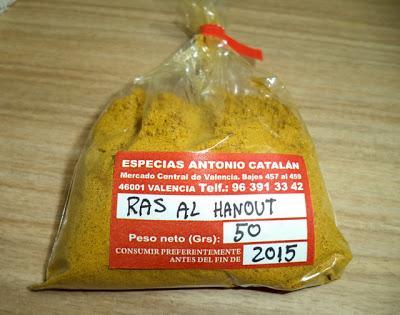 ESPECIAS ANTONIO CATALÁN
Mercado Central de Valencia. Bajos 457 al 459
46001 VALENCIA Telf.: 96 391 33 42
RAS AL HANOUT
Peso neto (Grs): 50
CONSUMIR PREFERENTEMENTE
ANTES DEL FIN DE 2015